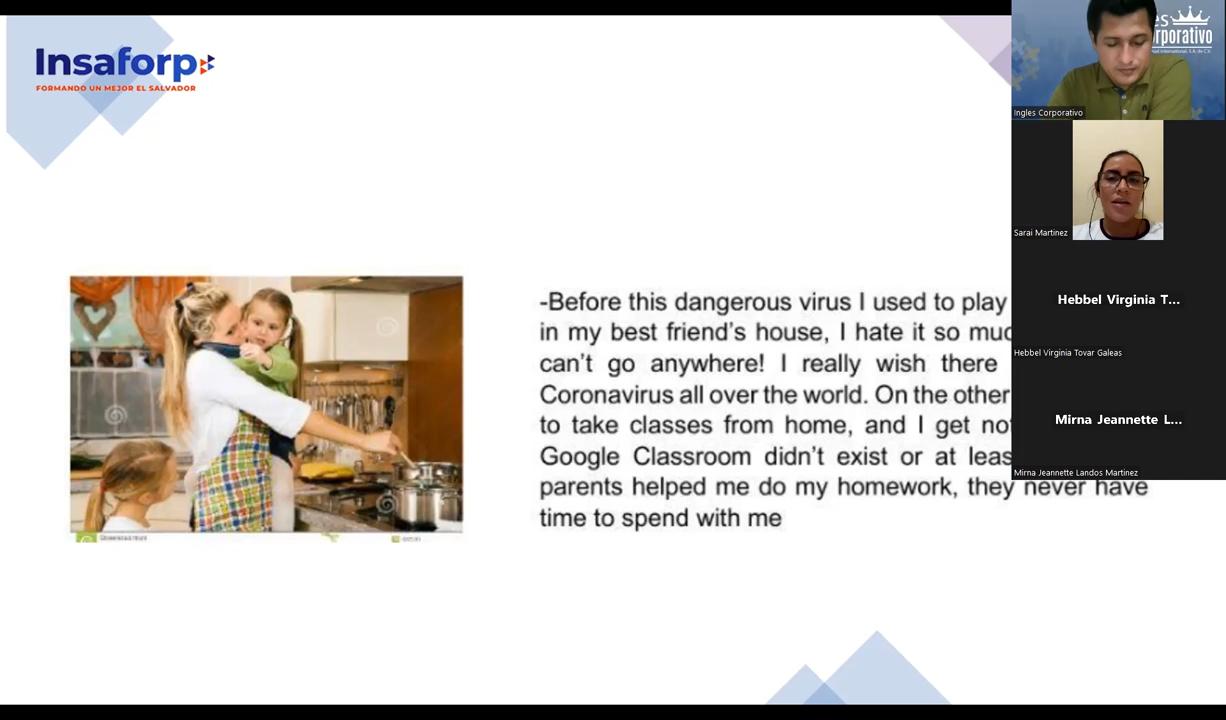 Insaforp
FORMANDO UN MEJOR EL SALVADOR
-Before this dangerous virus I used to play
in my best friend's house, I hate it so
can't go anywhere! I really wish there
Coronavirus all over the world. On the other
to take classes from home, and I get
Google Classroom didn't exist or at
parents helped me do my homework, they never have
time to spend with me
Ingles Corporativo
Sarai Martinez
Hebbel Virginia T...
Hebbel Virginia Tovar Galeas
Mirna Jeannette L...
Mirna Jeannette Landos Martinez